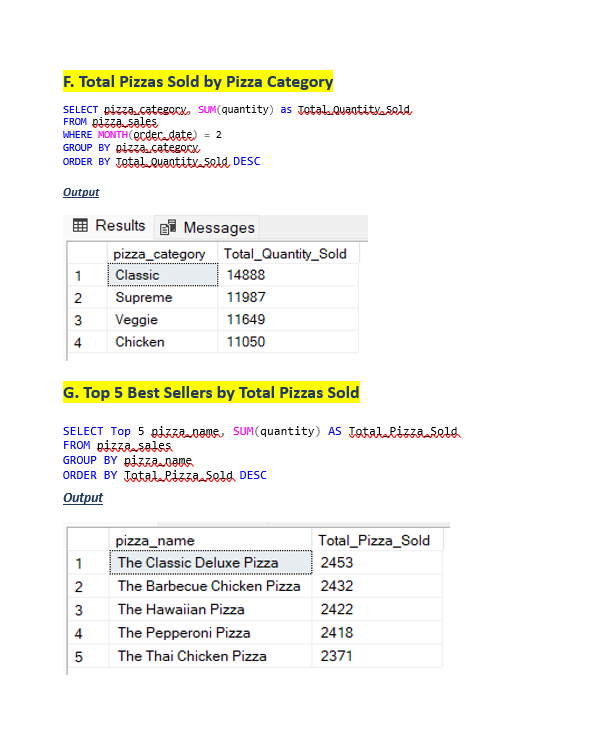 F. Total Pizzas Sold by Pizza Category
SELECT pizza_category, SUM(quantity) as Total_Quantity_Sold
FROM pizza_sales
WHERE MONTH(order_date) = 2
GROUP BY pizza_category
ORDER BY Total_Quantity_Sold DESC
Output
Results Messages
pizza_category Total_Quantity_Sold
1 Classic 14888
2 Supreme 11987
3 Veggie 11649
4 Chicken 11050
G. Top 5 Best Sellers by Total Pizzas Sold
SELECT Top 5 pizza_name, SUM(quantity) AS Total_Pizza_Sold
FROM pizza_sales
GROUP BY pizza_name
ORDER BY Total_Pizza_Sold DESC
Output
pizza_name Total_Pizza_Sold
1 The Classic Deluxe Pizza 2453
2 The Barbecue Chicken Pizza 2432
3 The Hawaiian Pizza 2422
4 The Pepperoni Pizza 2418
5 The Thai Chicken Pizza 2371